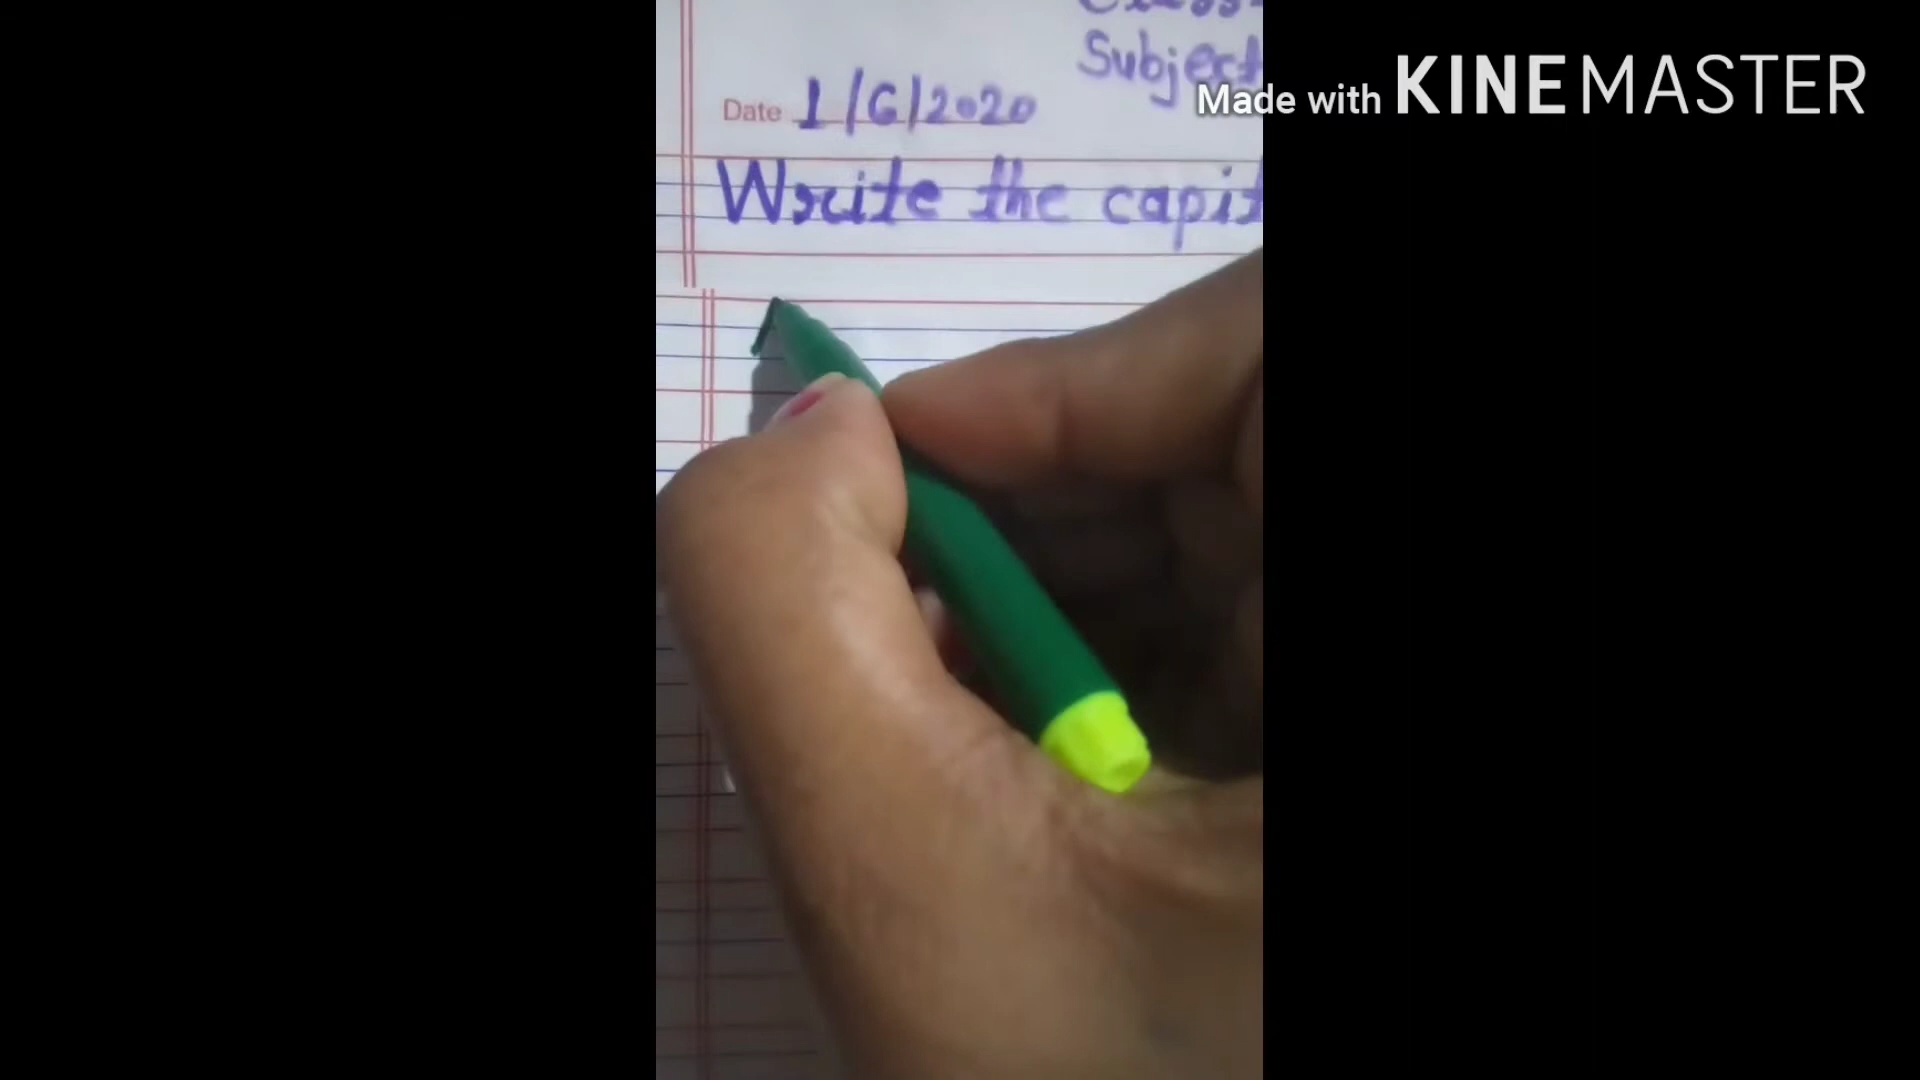 Subject
Made with KINEMASTER
Date 1/6/2020
Write the capit